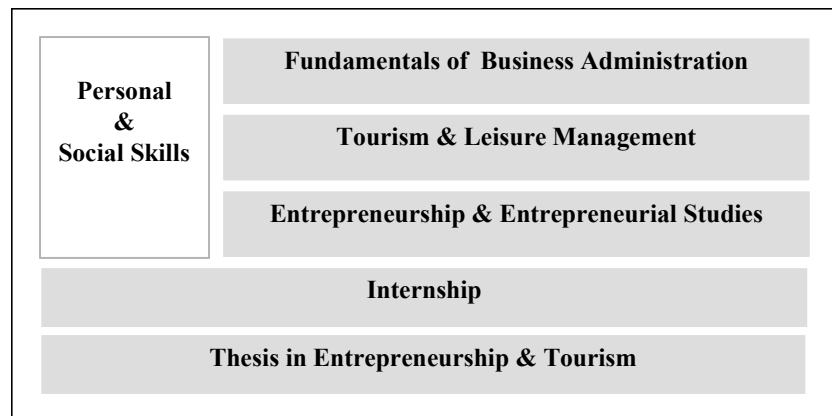 Personal
&
Social Skills
Fundamentals of Business Administration
Tourism & Leisure Management
Entrepreneurship & Entrepreneurial Studies
Internship
Thesis in Entrepreneurship & Tourism